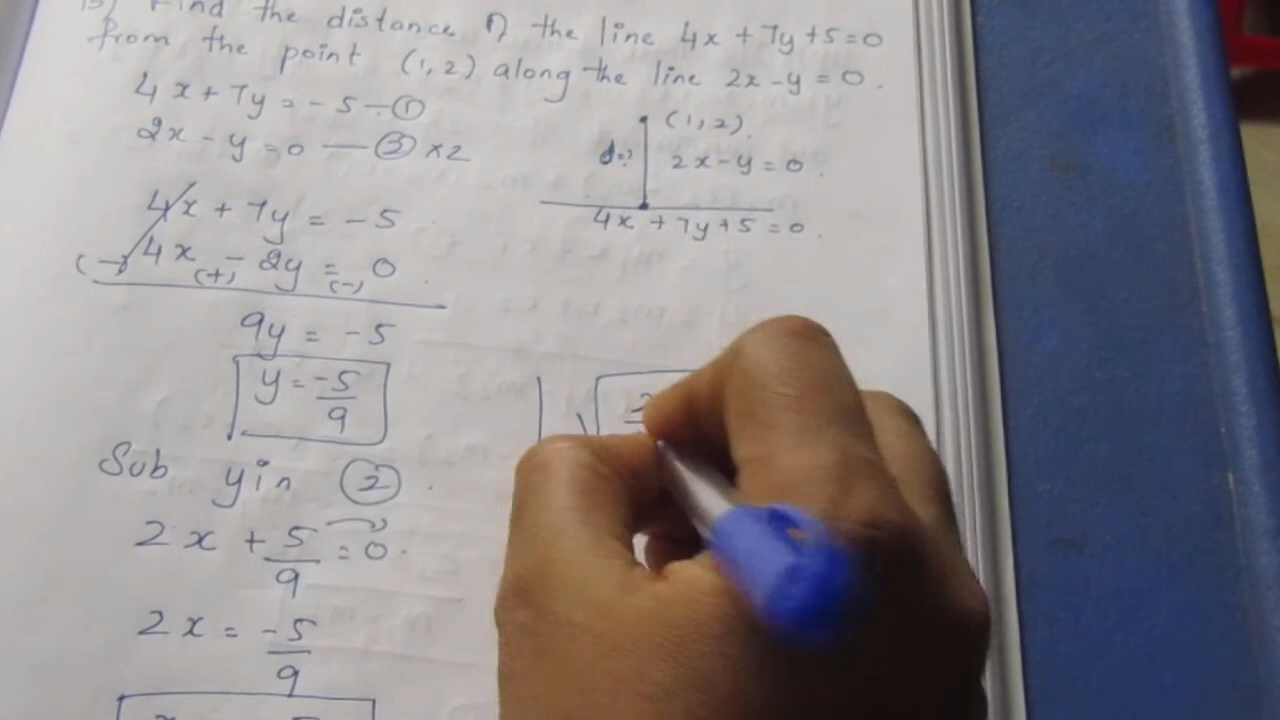 15) Find the distance of the line 4x + 7y + 5 = 0
from the point (1, 2) along the line 2x - y = 0.
4x + 7y = - 5 — ①
2x - y = 0 — ② ×2
(1, 2)
d=?
2x - y = 0.
4x + 7y + 5 = 0.
4x + 7y = - 5
(-) 4x (+) - 2y = (-) 0
9y = - 5
y = -5/9
Sub y in ②.
2x + 5/9 = 0.
2x = -5/9